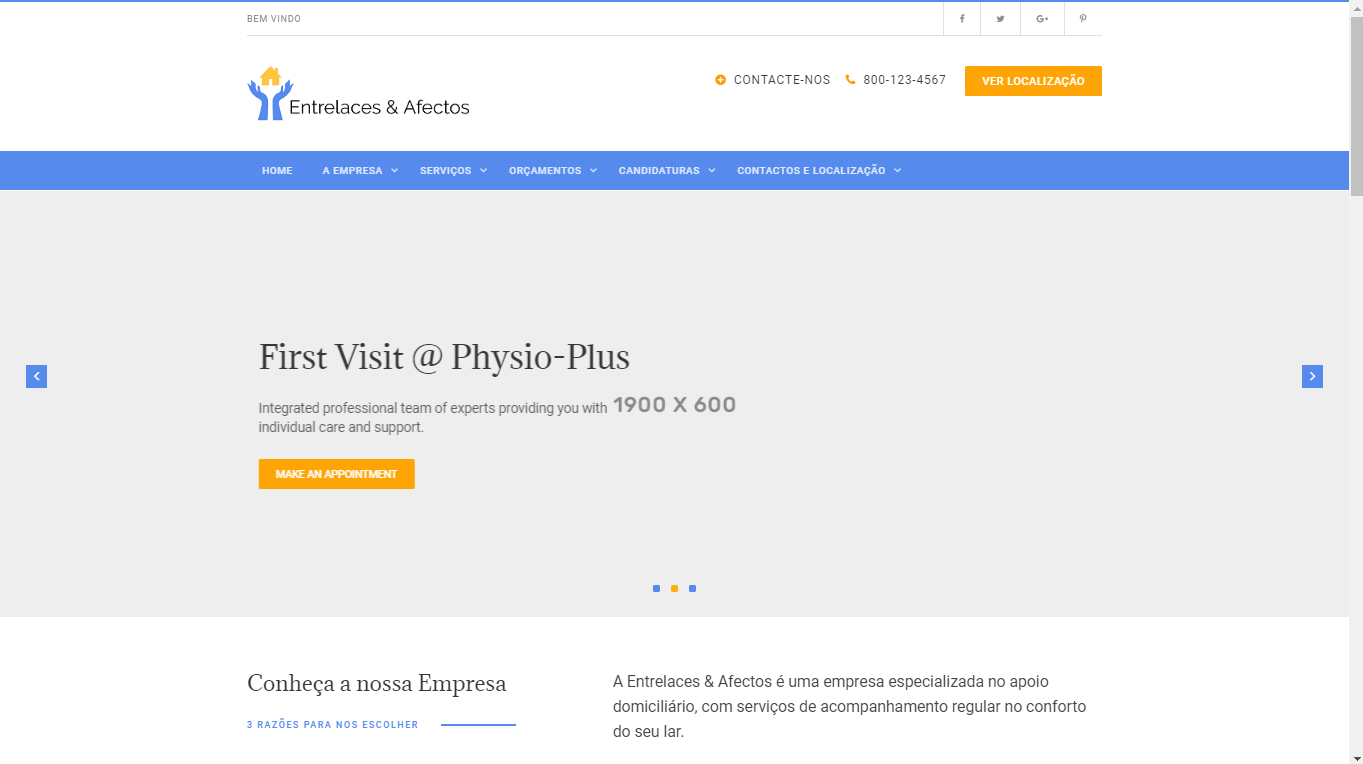 BEM VINDO
CONTACTE-NOS 800-123-4567 VER LOCALIZAÇÃO
Entrelaces & Afectos
HOME A EMPRESA SERVIÇOS ORÇAMENTOS CANDIDATURAS CONTACTOS E LOCALIZAÇÃO
First Visit @ Physio-Plus
Integrated professional team of experts providing you with
individual care and support.
1900 X 600
MAKE AN APPOINTMENT
Conheça a nossa Empresa
3 RAZÕES PARA NOS ESCOLHER
A Entrelaces & Afectos é uma empresa especializada no apoio
domiciliário, com serviços de acompanhamento regular no conforto
do seu lar.